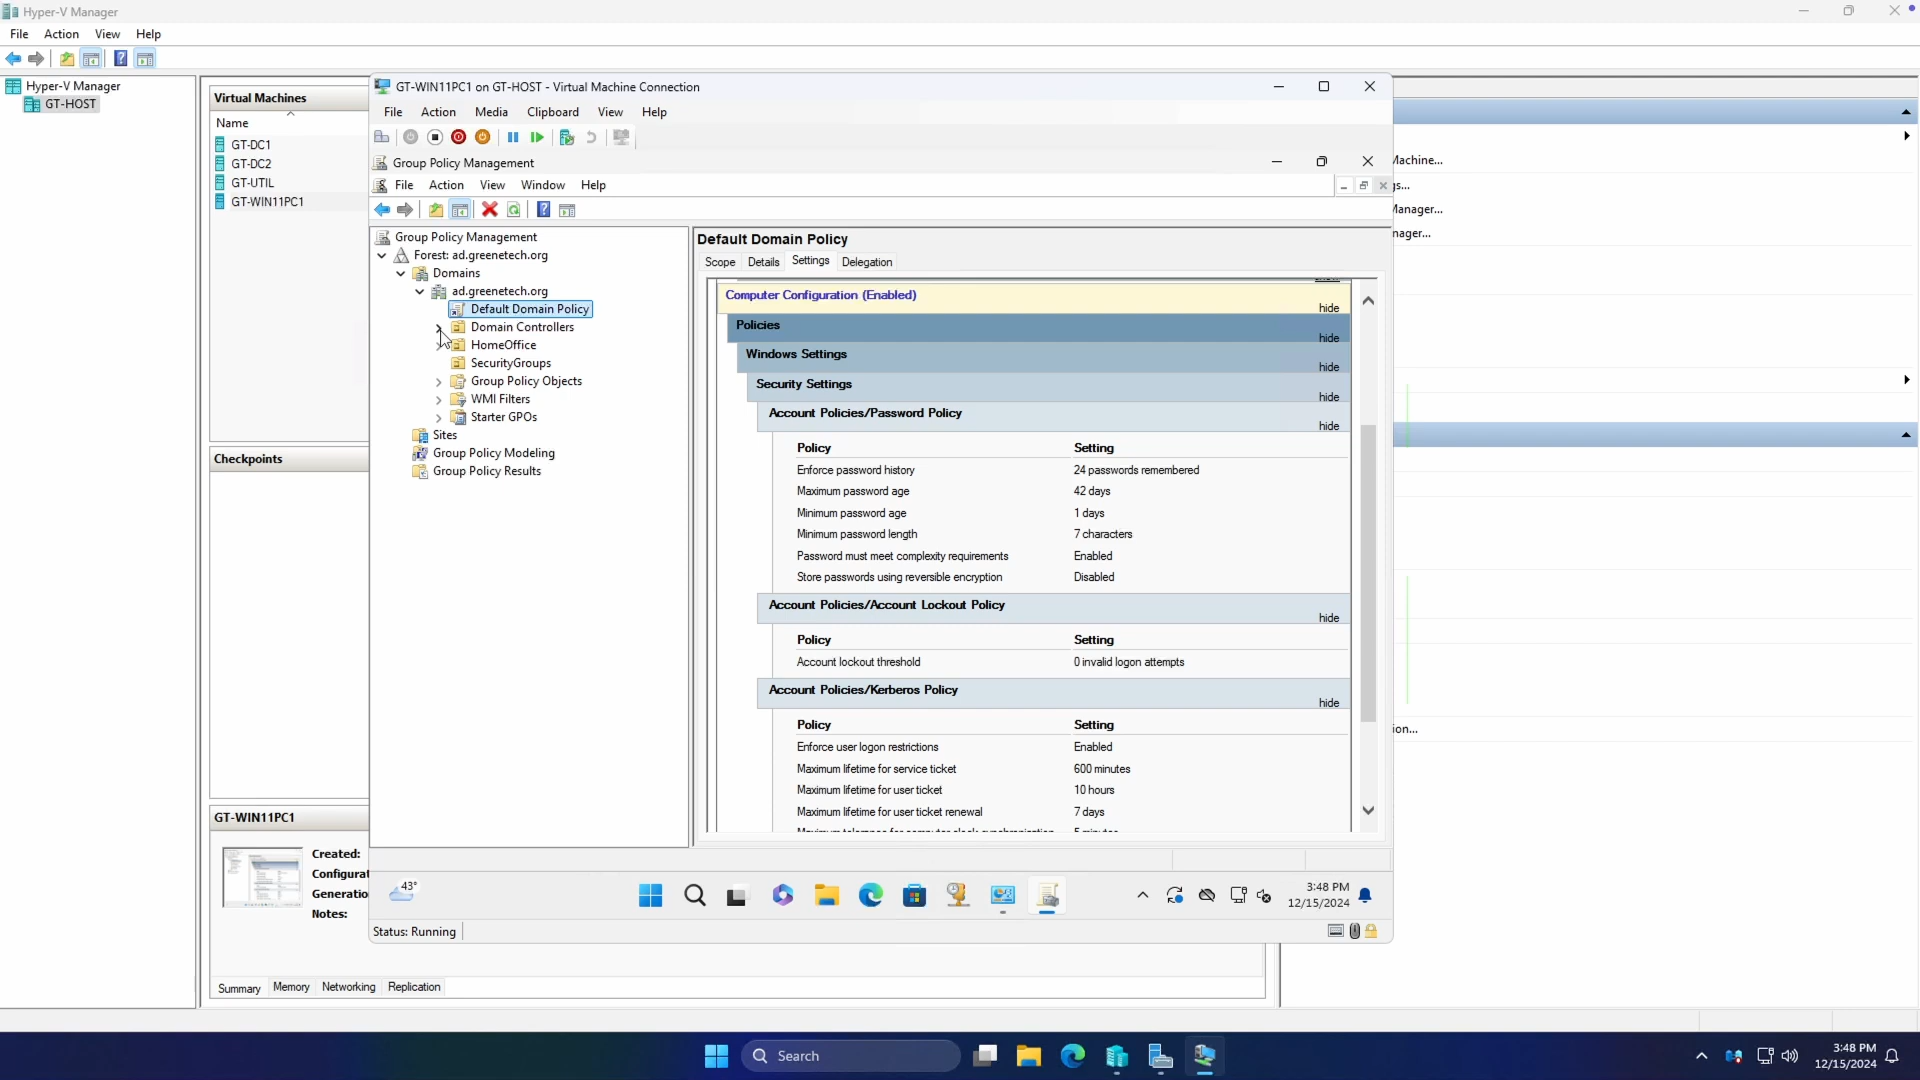 Hyper-V Manager
File Action View Help
Hyper-V Manager
GT-HOST
Virtual Machines
Name
GT-DC1
GT-DC2
GT-UTIL
GT-WIN11PC1
Checkpoints
GT-WIN11PC1
Created:
Configurat
Generatio
Notes:
Summary Memory Networking Replication
GT-WIN11PC1 on GT-HOST - Virtual Machine Connection
File Action Media Clipboard View Help
Group Policy Management
File Action View Window Help
Group Policy Management
Forest: ad.greenetech.org
Domains
ad.greenetech.org
Default Domain Policy
Domain Controllers
HomeOffice
SecurityGroups
Group Policy Objects
WMI Filters
Starter GPOs
Sites
Group Policy Modeling
Group Policy Results
Default Domain Policy
Scope Details Settings Delegation
Computer Configuration (Enabled)
hide
Policies
hide
Windows Settings
hide
Security Settings
hide
Account Policies/Password Policy
hide
Policy Setting
Enforce password history 24 passwords remembered
Maximum password age 42 days
Minimum password age 1 days
Minimum password length 7 characters
Password must meet complexity requirements Enabled
Store passwords using reversible encryption Disabled
Account Policies/Account Lockout Policy
hide
Policy Setting
Account lockout threshold 0 invalid logon attempts
Account Policies/Kerberos Policy
hide
Policy Setting
Enforce user logon restrictions Enabled
Maximum lifetime for service ticket 600 minutes
Maximum lifetime for user ticket 10 hours
Maximum lifetime for user ticket renewal 7 days
43°
3:48 PM
12/15/2024
Status: Running
Machine...
gs...
Manager...
nager...
ion...
Search
3:48 PM
12/15/2024